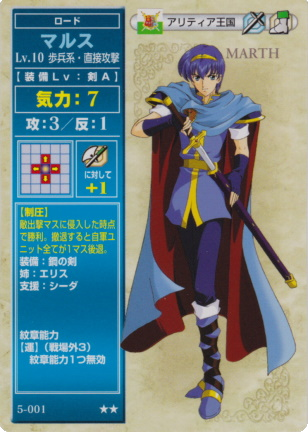 ロード
マルス
Lv.10 歩兵系・直接攻撃
【装備Lv:剣A】
気力:7
攻:3/反:1
に対して
+1
【制圧】
敵出撃マスに侵入した時点
で勝利。撤退すると自軍ユ
ニット全てが1マス後退。
装備:鋼の剣
姉:エリス
支援:シーダ
紋章能力
【運】(戦場外3)
紋章能力1つ無効
5-001 ★★
アリティア王国
MARTH